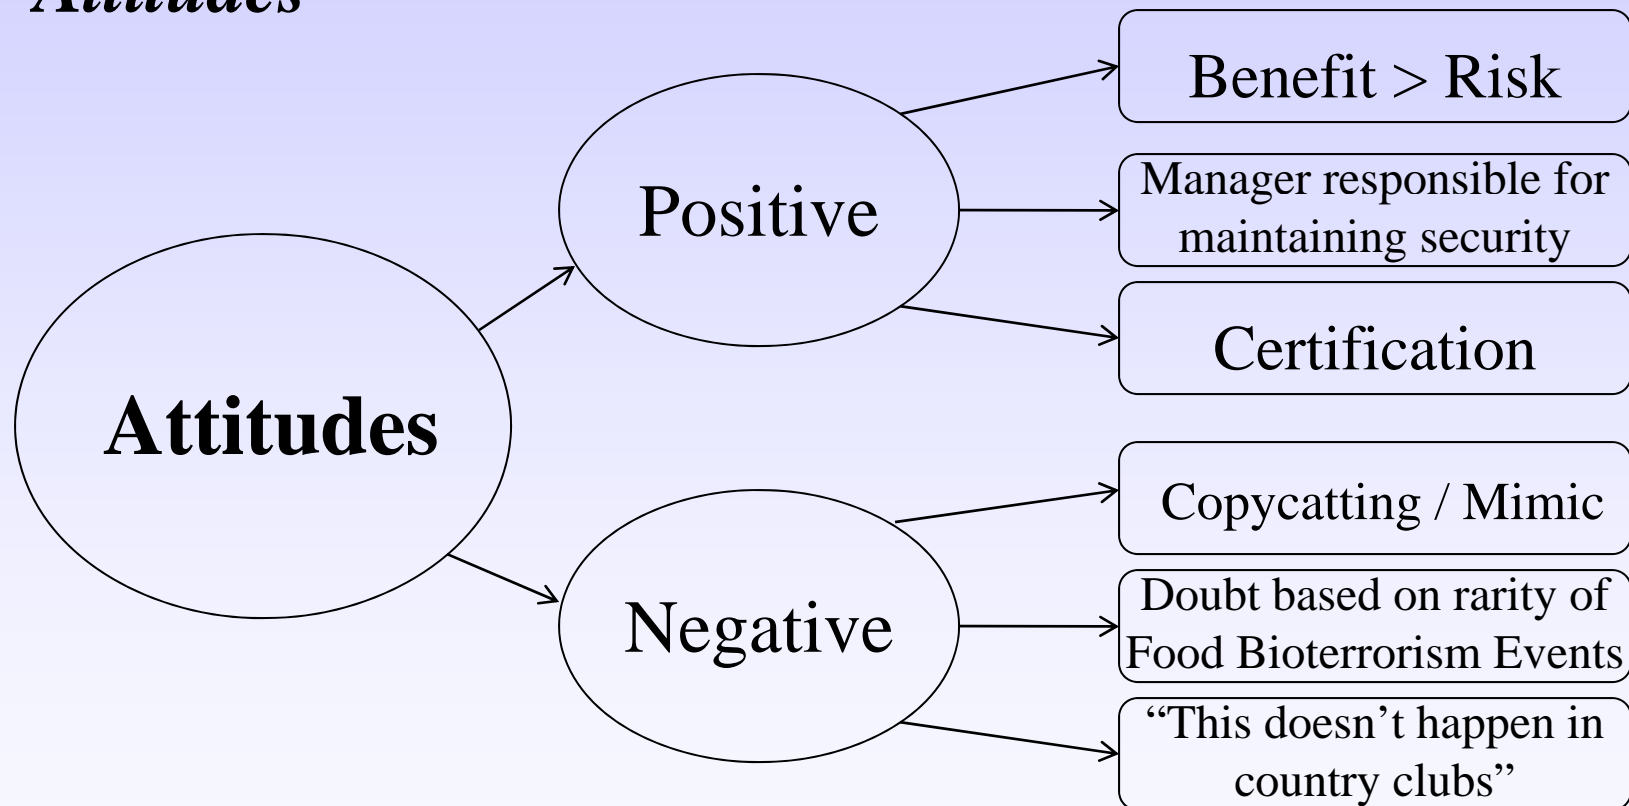 Attitudes
Benefit > Risk
Positive
Manager responsible for
maintaining security
Certification
Attitudes
Copycatting / Mimic
Negative
Doubt based on rarity of
Food Bioterrorism Events
“This doesn’t happen in
country clubs”